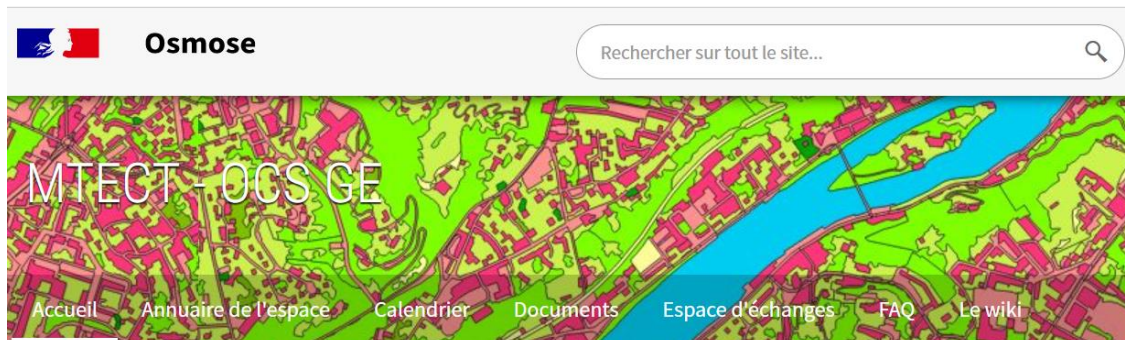 Osmose
Rechercher sur tout le site...
MTECT - OCS GE
Accueil Annuaire de l'espace Calendrier Documents Espace d'échanges FAQ Le wiki